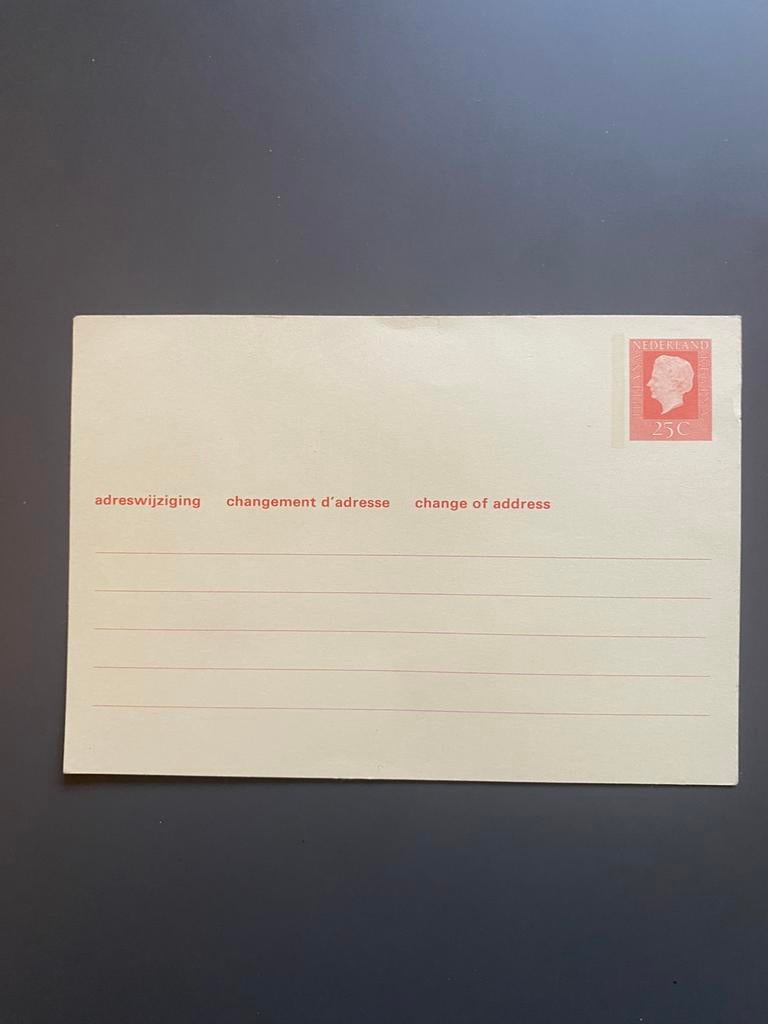 NEDERLAND
25C
adreswijziging changement d'adresse change of address